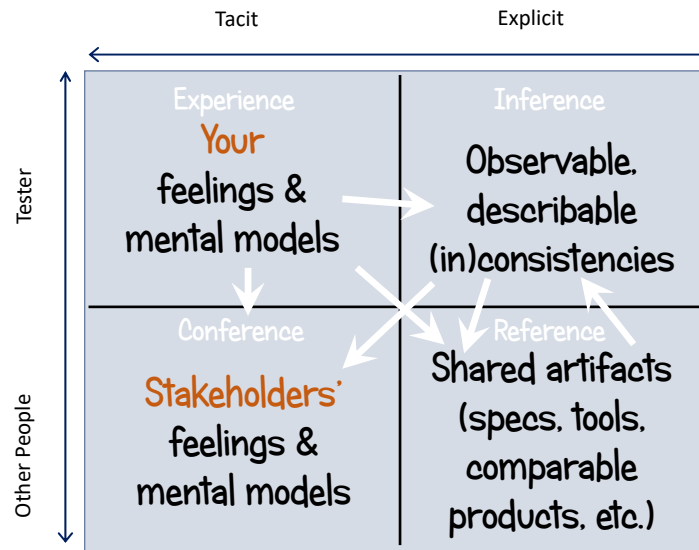 Tacit
Explicit
Tester
Other People
Experience
Your
feelings &
mental models
Inference
Observable,
describable
(in)consistencies
Conference
Stakeholders'
feelings &
mental models
Reference
Shared artifacts
(specs, tools,
comparable
products, etc.)